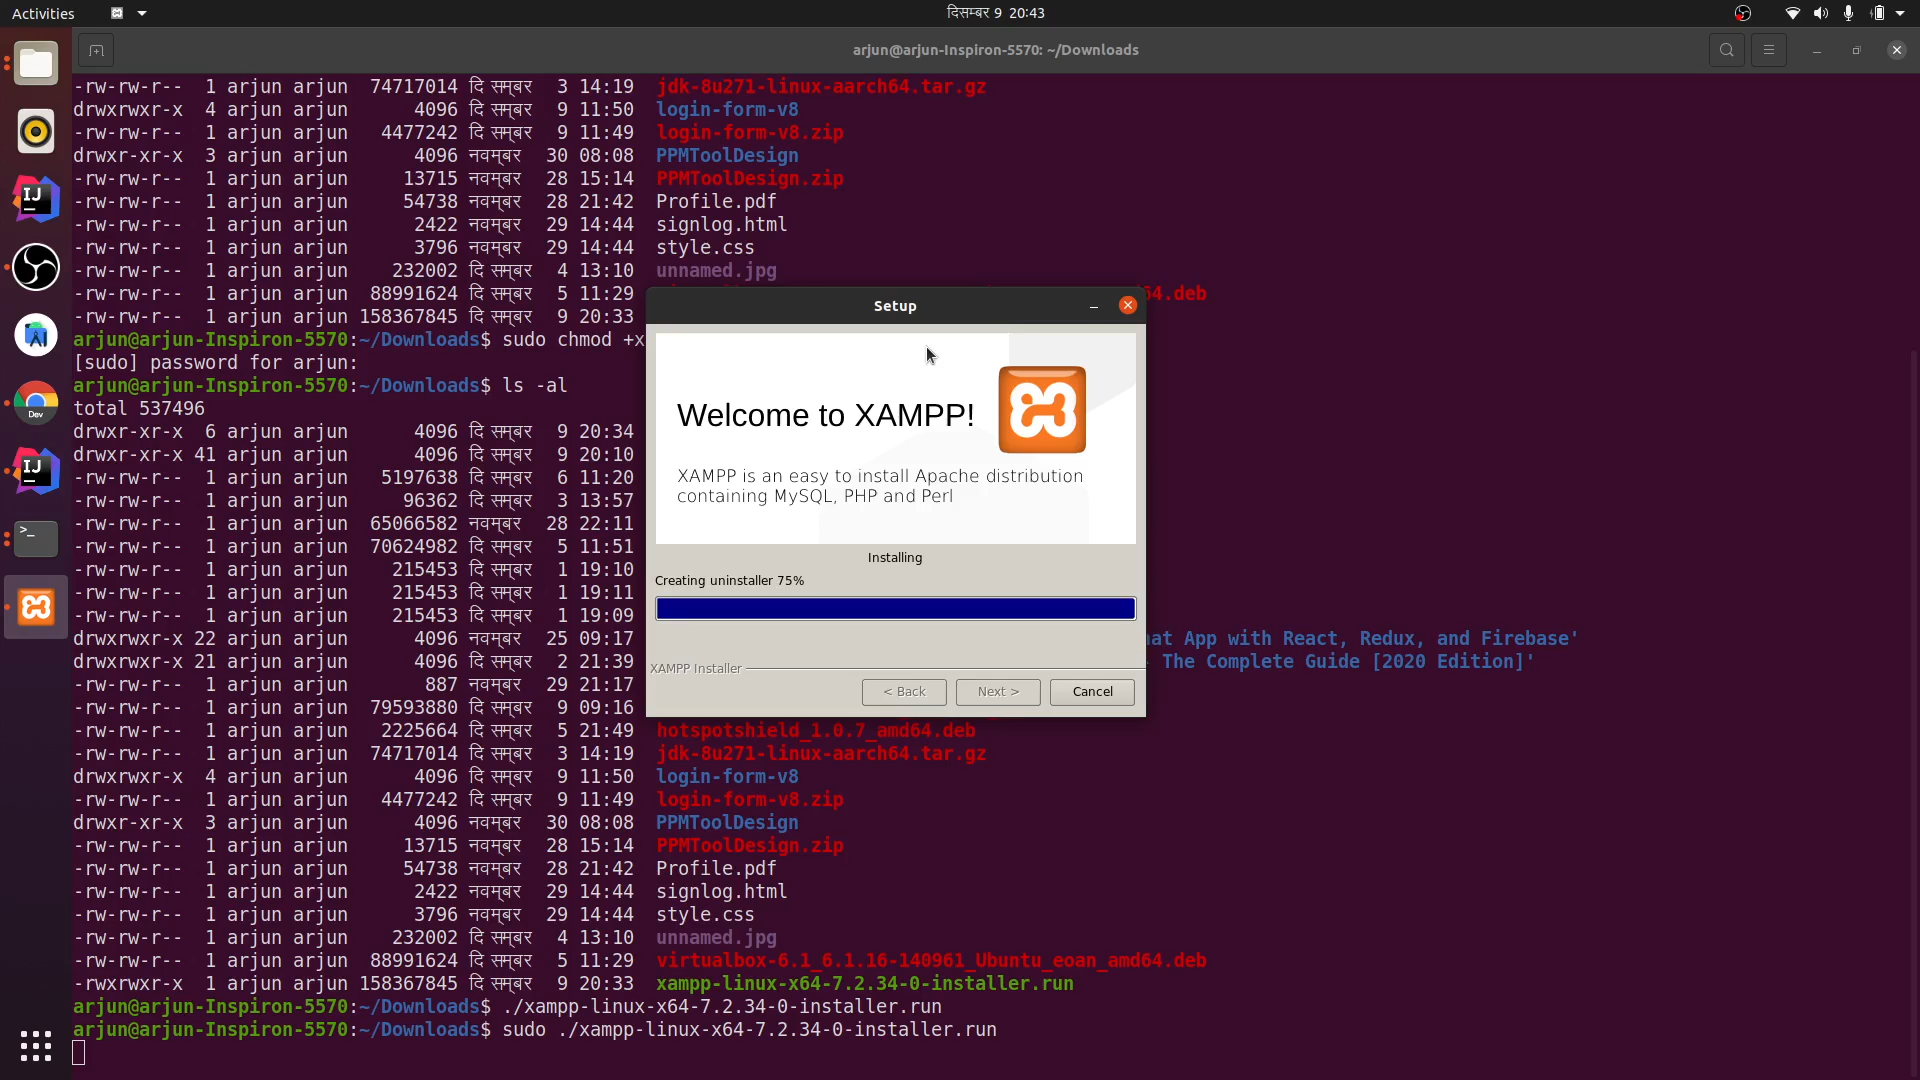 Activities
दिसम्बर 9 20:43
arjun@arjun-Inspiron-5570: ~/Downloads
-rw-rw-r-- 1 arjun arjun 74717014 दिसम्बर 3 14:19 jdk-8u271-linux-aarch64.tar.gz
drwxrwxr-x 4 arjun arjun 4096 दिसम्बर 9 11:50 login-form-v8
-rw-rw-r-- 1 arjun arjun 4477242 दिसम्बर 9 11:49 login-form-v8.zip
drwxr-xr-x 3 arjun arjun 4096 नवम्बर 30 08:08 PPMToolDesign
-rw-rw-r-- 1 arjun arjun 13715 नवम्बर 28 15:14 PPMToolDesign.zip
-rw-rw-r-- 1 arjun arjun 54738 नवम्बर 28 21:42 Profile.pdf
-rw-rw-r-- 1 arjun arjun 2422 नवम्बर 29 14:44 signlog.html
-rw-rw-r-- 1 arjun arjun 3796 नवम्बर 29 14:44 style.css
-rw-rw-r-- 1 arjun arjun 232002 दिसम्बर 4 13:10 unnamed.jpg
-rw-rw-r-- 1 arjun arjun 88991624 दिसम्बर 5 11:29 64.deb
-rw-rw-r-- 1 arjun arjun 158367845 दिसम्बर 9 20:33
arjun@arjun-Inspiron-5570:~/Downloads$ sudo chmod +x
[sudo] password for arjun:
arjun@arjun-Inspiron-5570:~/Downloads$ ls -al
total 537496
drwxr-xr-x 6 arjun arjun 4096 दिसम्बर 9 20:34
drwxr-xr-x 41 arjun arjun 4096 दिसम्बर 9 20:10
-rw-rw-r-- 1 arjun arjun 5197638 दिसम्बर 6 11:20
-rw-rw-r-- 1 arjun arjun 96362 दिसम्बर 3 13:57
-rw-rw-r-- 1 arjun arjun 65066582 नवम्बर 28 22:11
-rw-rw-r-- 1 arjun arjun 70624982 दिसम्बर 5 11:51
-rw-rw-r-- 1 arjun arjun 215453 दिसम्बर 1 19:10
-rw-rw-r-- 1 arjun arjun 215453 दिसम्बर 1 19:11
-rw-rw-r-- 1 arjun arjun 215453 दिसम्बर 1 19:09
drwxrwxr-x 22 arjun arjun 4096 नवम्बर 25 09:17 at App with React, Redux, and Firebase'
drwxrwxr-x 21 arjun arjun 4096 दिसम्बर 2 21:39 The Complete Guide [2020 Edition]'
-rw-rw-r-- 1 arjun arjun 887 नवम्बर 29 21:17
-rw-rw-r-- 1 arjun arjun 79593880 दिसम्बर 9 09:16
-rw-rw-r-- 1 arjun arjun 2225664 दिसम्बर 5 21:49 hotspotshield_1.0.7_amd64.deb
-rw-rw-r-- 1 arjun arjun 74717014 दिसम्बर 3 14:19 jdk-8u271-linux-aarch64.tar.gz
drwxrwxr-x 4 arjun arjun 4096 दिसम्बर 9 11:50 login-form-v8
-rw-rw-r-- 1 arjun arjun 4477242 दिसम्बर 9 11:49 login-form-v8.zip
drwxr-xr-x 3 arjun arjun 4096 नवम्बर 30 08:08 PPMToolDesign
-rw-rw-r-- 1 arjun arjun 13715 नवम्बर 28 15:14 PPMToolDesign.zip
-rw-rw-r-- 1 arjun arjun 54738 नवम्बर 28 21:42 Profile.pdf
-rw-rw-r-- 1 arjun arjun 2422 नवम्बर 29 14:44 signlog.html
-rw-rw-r-- 1 arjun arjun 3796 नवम्बर 29 14:44 style.css
-rw-rw-r-- 1 arjun arjun 232002 दिसम्बर 4 13:10 unnamed.jpg
-rw-rw-r-- 1 arjun arjun 88991624 दिसम्बर 5 11:29 virtualbox-6.1_6.1.16-140961_Ubuntu_eoan_amd64.deb
-rwxrwxr-x 1 arjun arjun 158367845 दिसम्बर 9 20:33 xampp-linux-x64-7.2.34-0-installer.run
arjun@arjun-Inspiron-5570:~/Downloads$ ./xampp-linux-x64-7.2.34-0-installer.run
arjun@arjun-Inspiron-5570:~/Downloads$ sudo ./xampp-linux-x64-7.2.34-0-installer.run
Setup
Welcome to XAMPP!
XAMPP is an easy to install Apache distribution
containing MySQL, PHP and Perl
Installing
Creating uninstaller 75%
XAMPP Installer
< Back
Next >
Cancel
IJ
Dev
IJ
>_